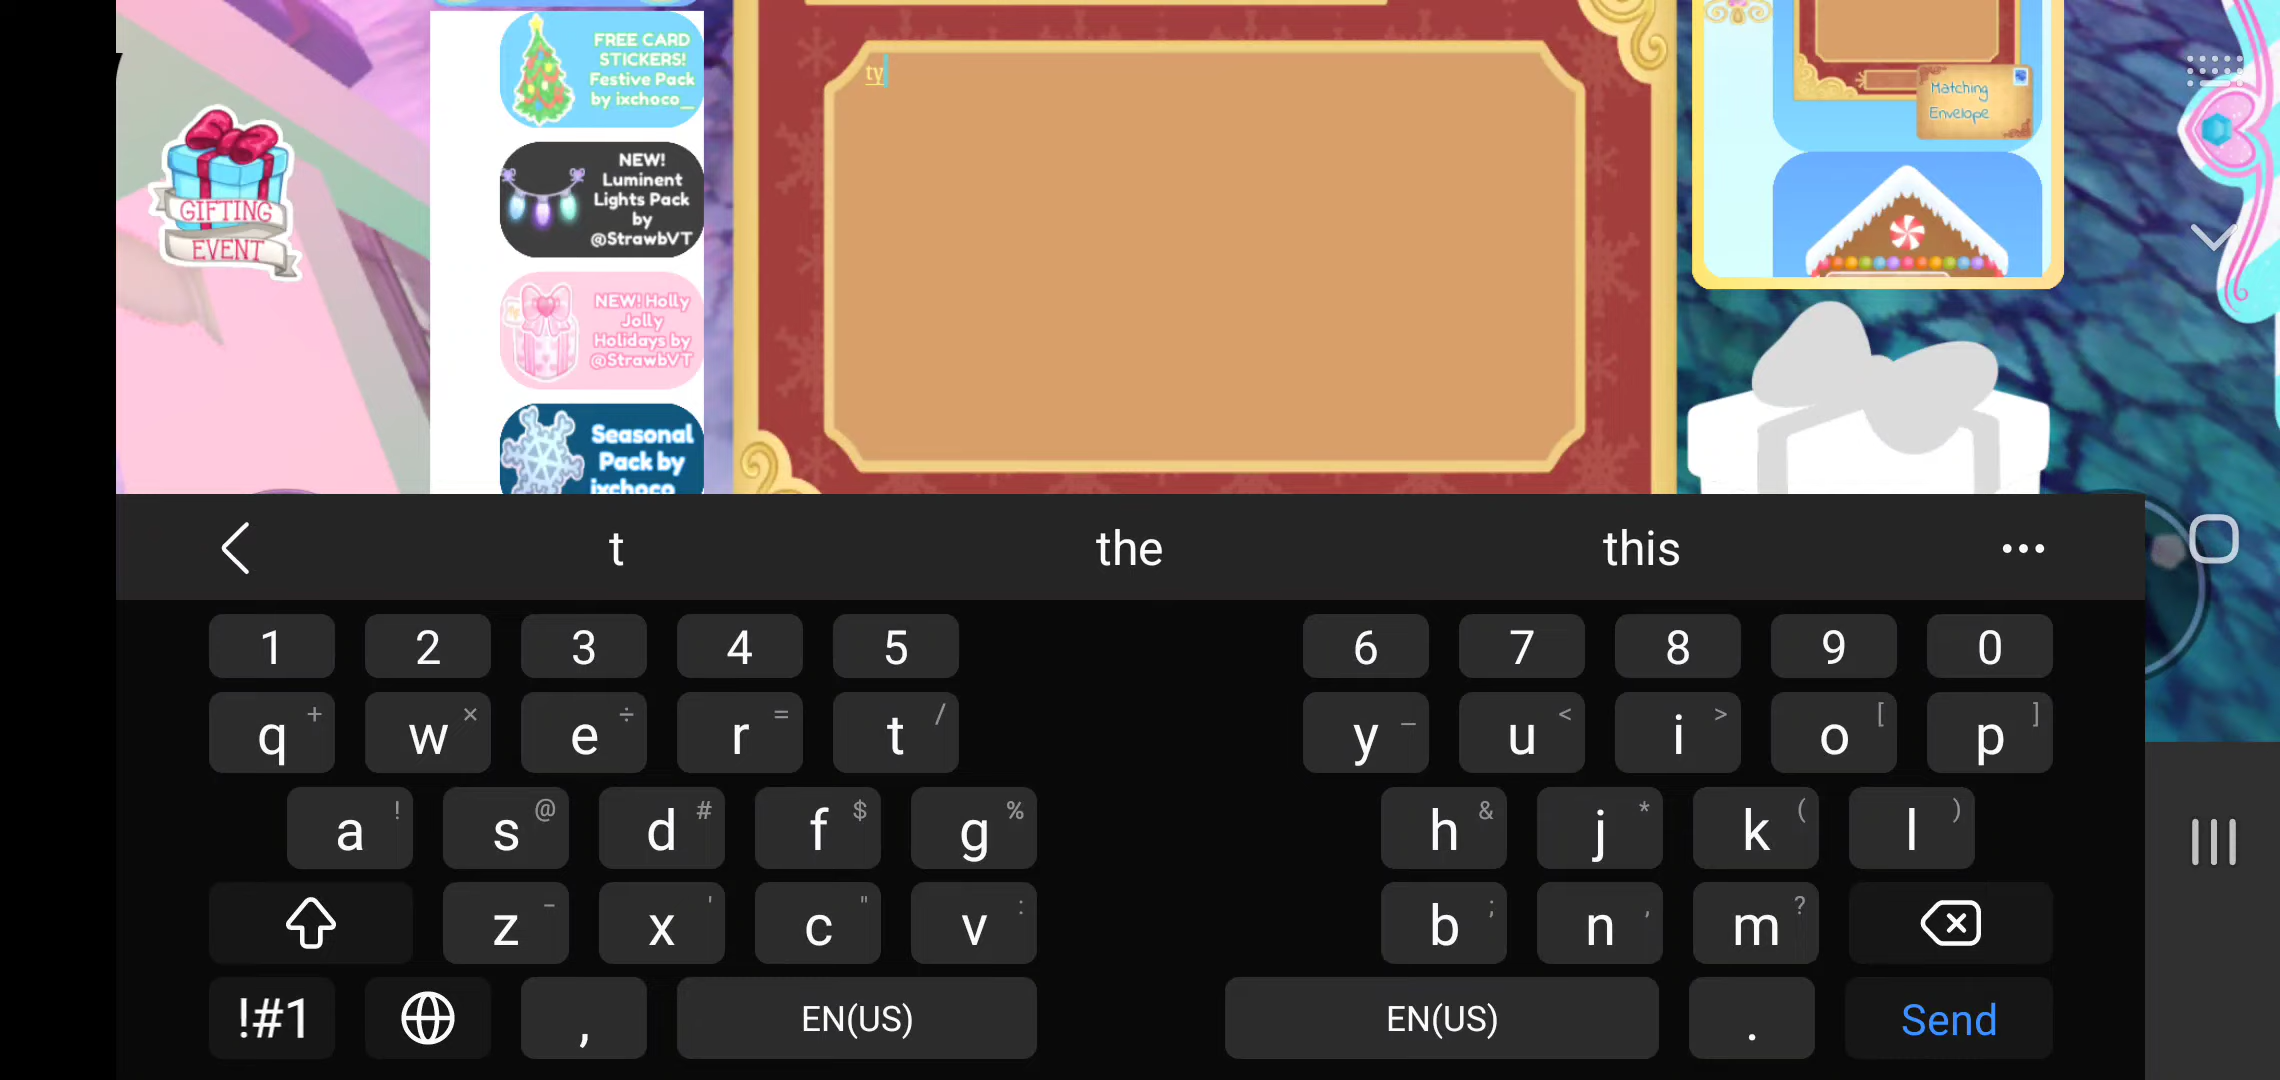 GIFTING
EVENT
FREE CARD
STICKERS!
Festive Pack
by ixchoco_
NEW!
Luminent
Lights Pack
by
@StrawbVT
NEW! Holly
Jolly
Holidays by
@StrawbVT
Seasonal
Pack by
ixchoco_
ty
Matching
Envelope
t the this ...
1 2 3 4 5 6 7 8 9 0
q + w × e ÷ r = t / y _ u < i > o [ p ]
a ! s @ d # f $ g % h & j * k ( l )
z - x ' c " v : b ; n , m ?
!#1 , EN(US) EN(US) . Send